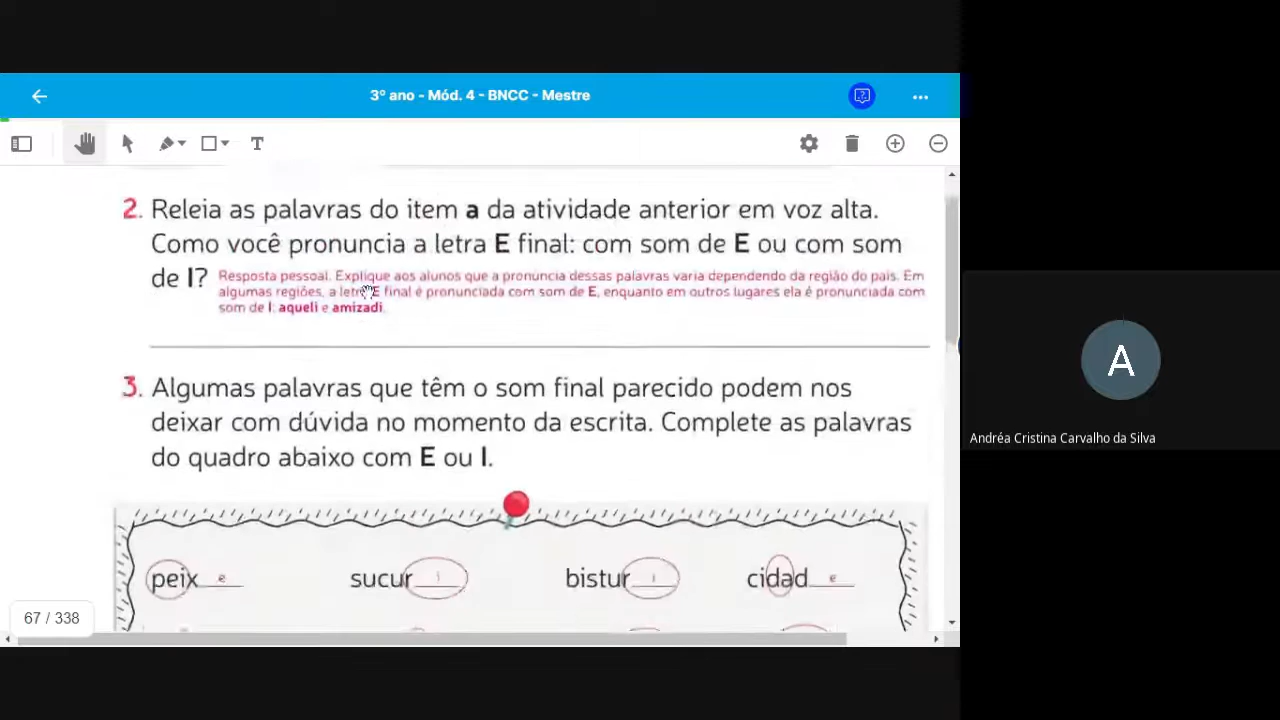 3º ano - Mód. 4 - BNCC - Mestre
T
2. Releia as palavras do item a da atividade anterior em voz alta.
Como você pronuncia a letra E final: com som de E ou com som
de I?
Resposta pessoal. Explique aos alunos que a pronúncia dessas palavras varia dependendo da região do país. Em
algumas regiões, a letra E final é pronunciada com som de E, enquanto em outros lugares ela é pronunciada com
som de I: aqueli e amizadi.
3. Algumas palavras que têm o som final parecido podem nos
deixar com dúvida no momento da escrita. Complete as palavras
do quadro abaixo com E ou I.
peix e sucur i bistur i cidad e
67 / 338
A
Andréa Cristina Carvalho da Silva